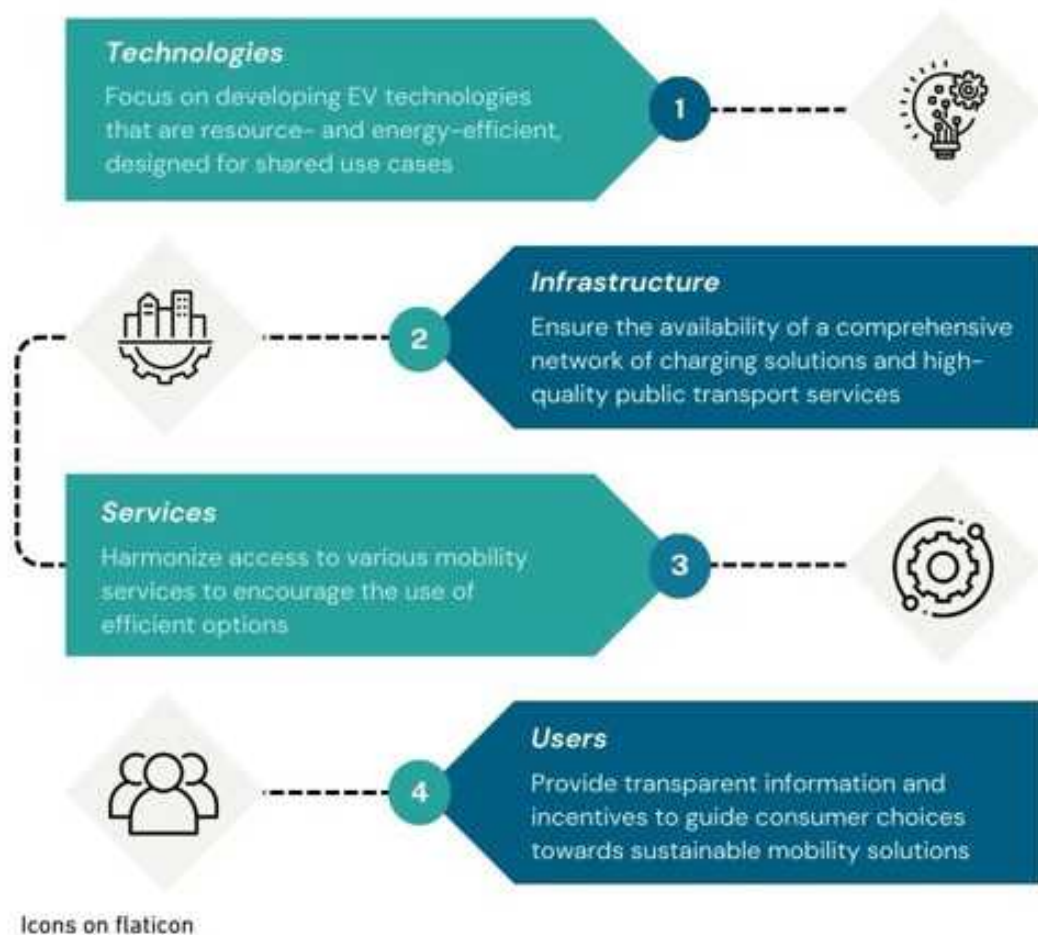 Technologies
Focus on developing EV technologies
that are resource- and energy-efficient,
designed for shared use cases
1
Infrastructure
2
Ensure the availability of a comprehensive
network of charging solutions and high-
quality public transport services
Services
Harmonize access to various mobility
services to encourage the use of
efficient options
3
Users
4
Provide transparent information and
incentives to guide consumer choices
towards sustainable mobility solutions
Icons on flaticon